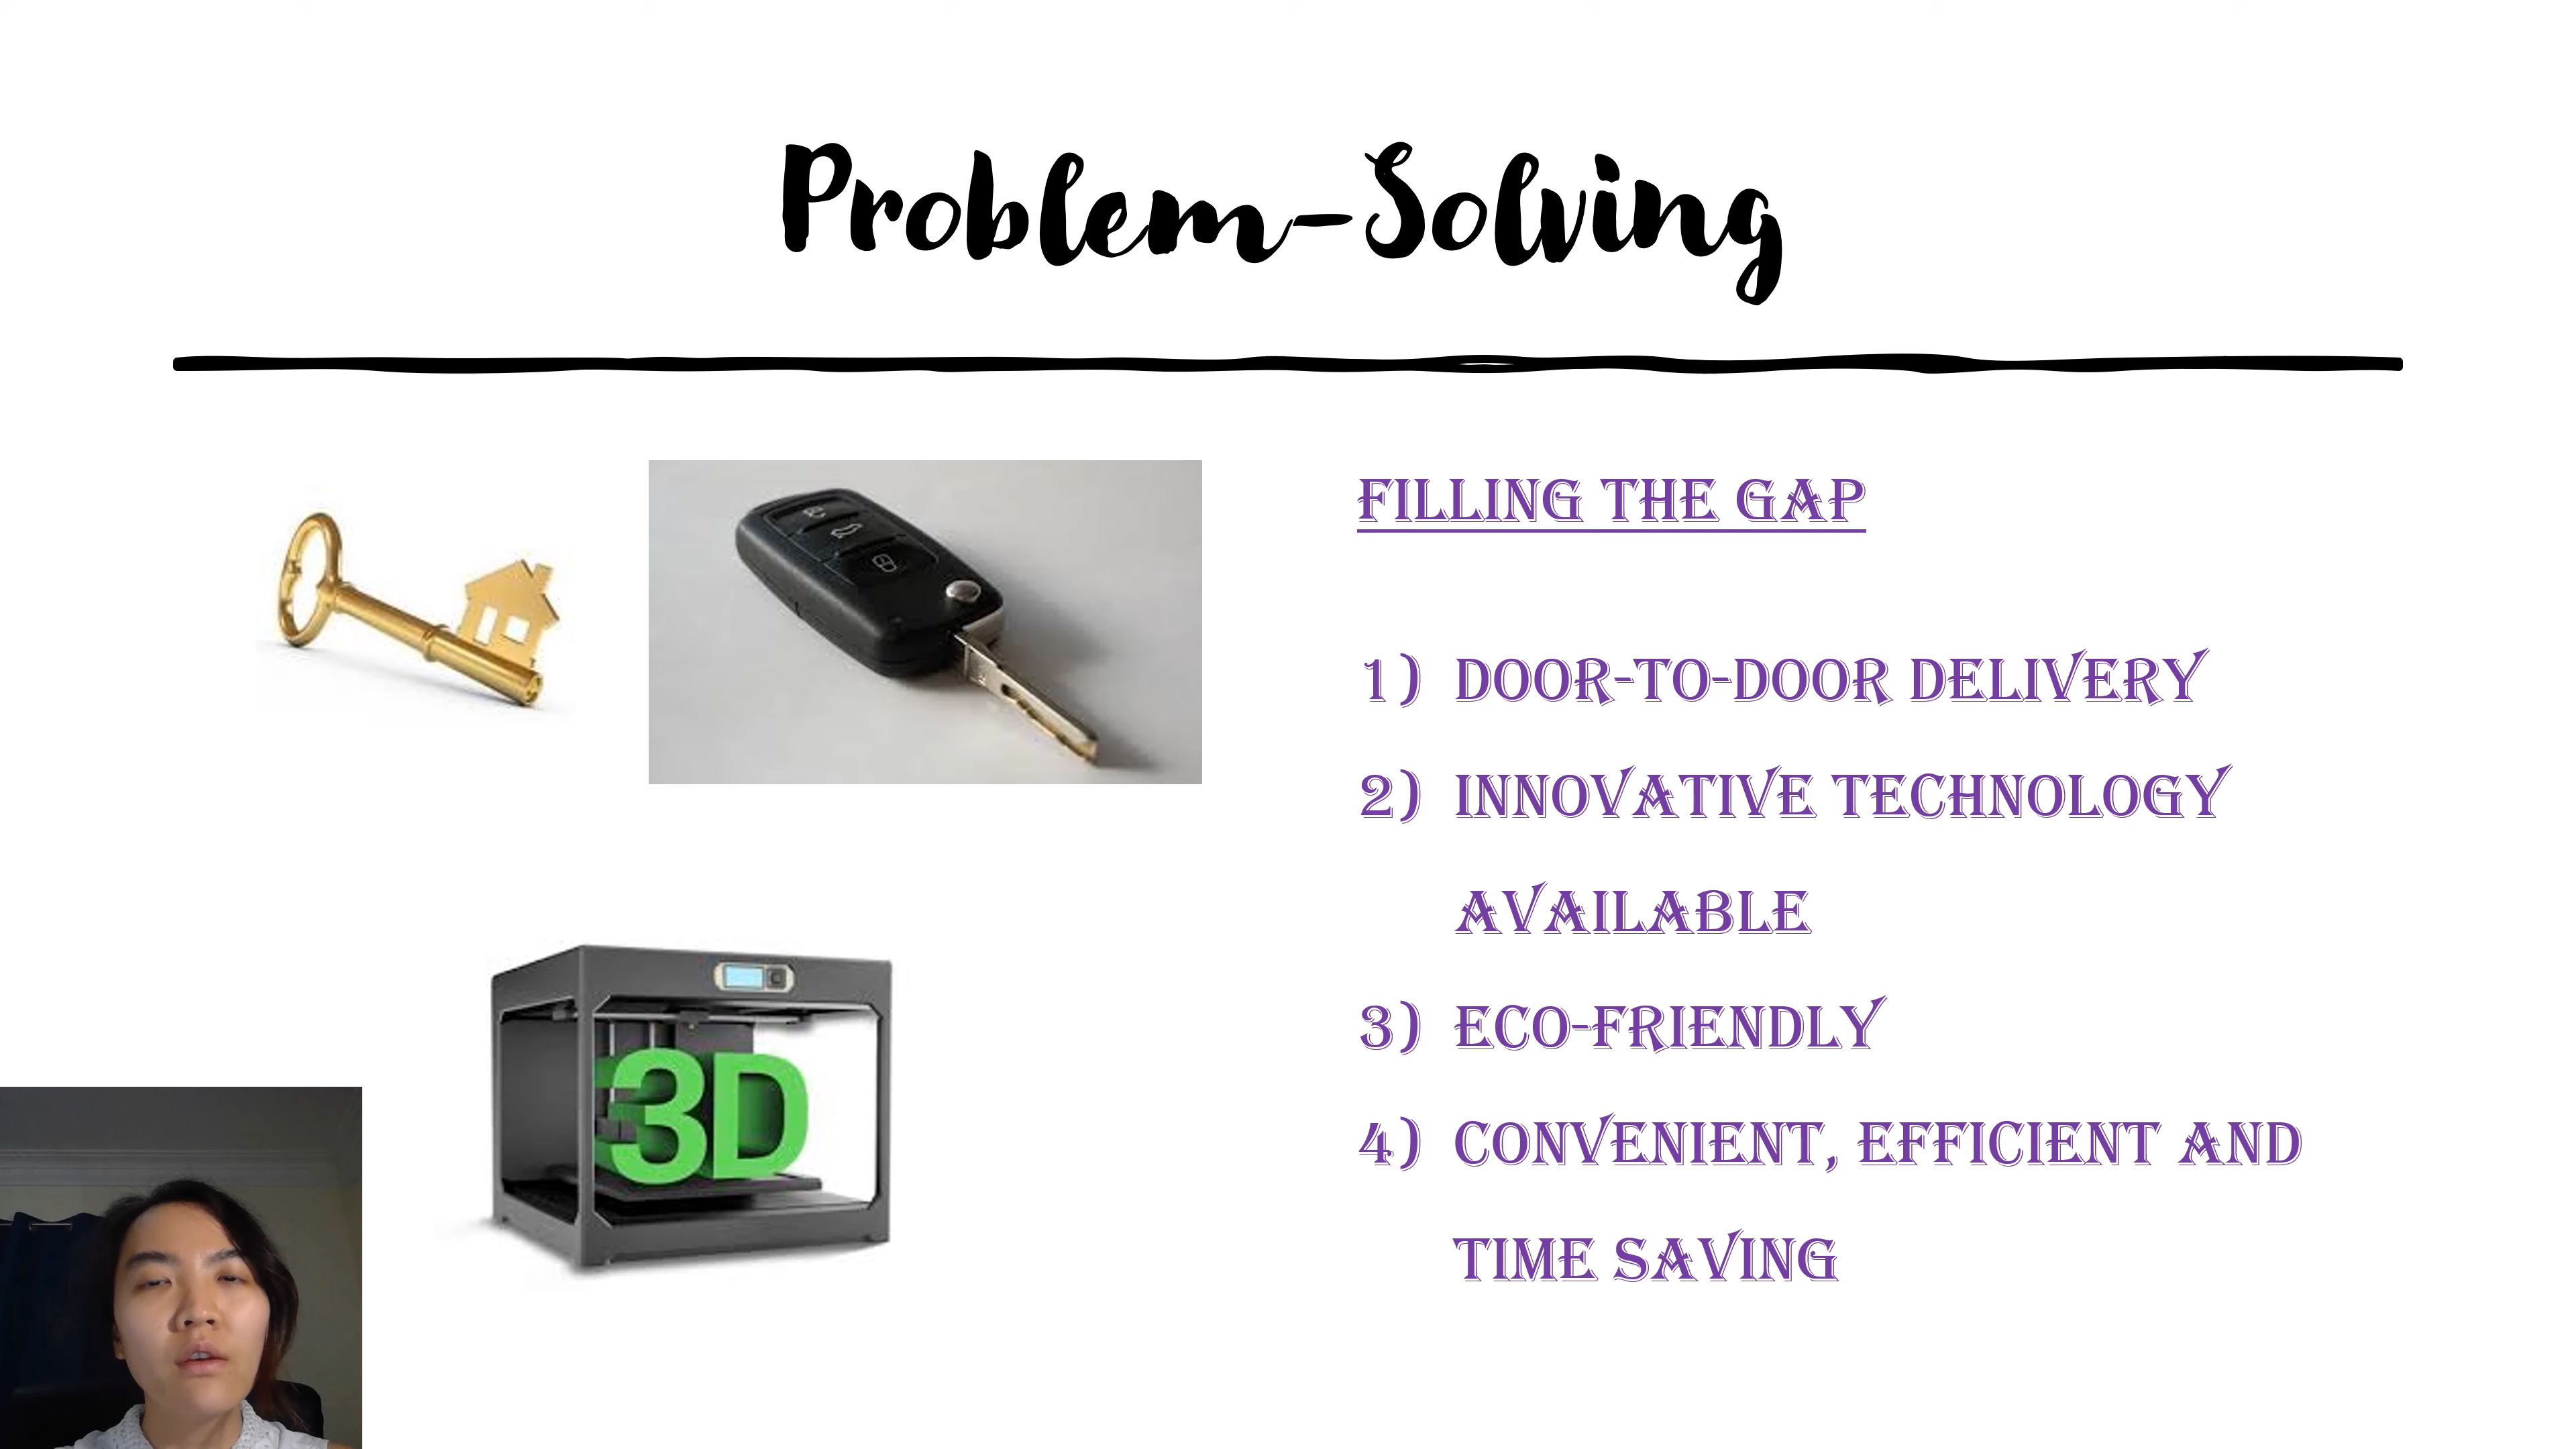 Problem-Solving
FILLING THE GAP
1) DOOR-TO-DOOR DELIVERY
2) INNOVATIVE TECHNOLOGY
AVAILABLE
3) ECO-FRIENDLY
4) CONVENIENT, EFFICIENT AND
TIME SAVING
3D